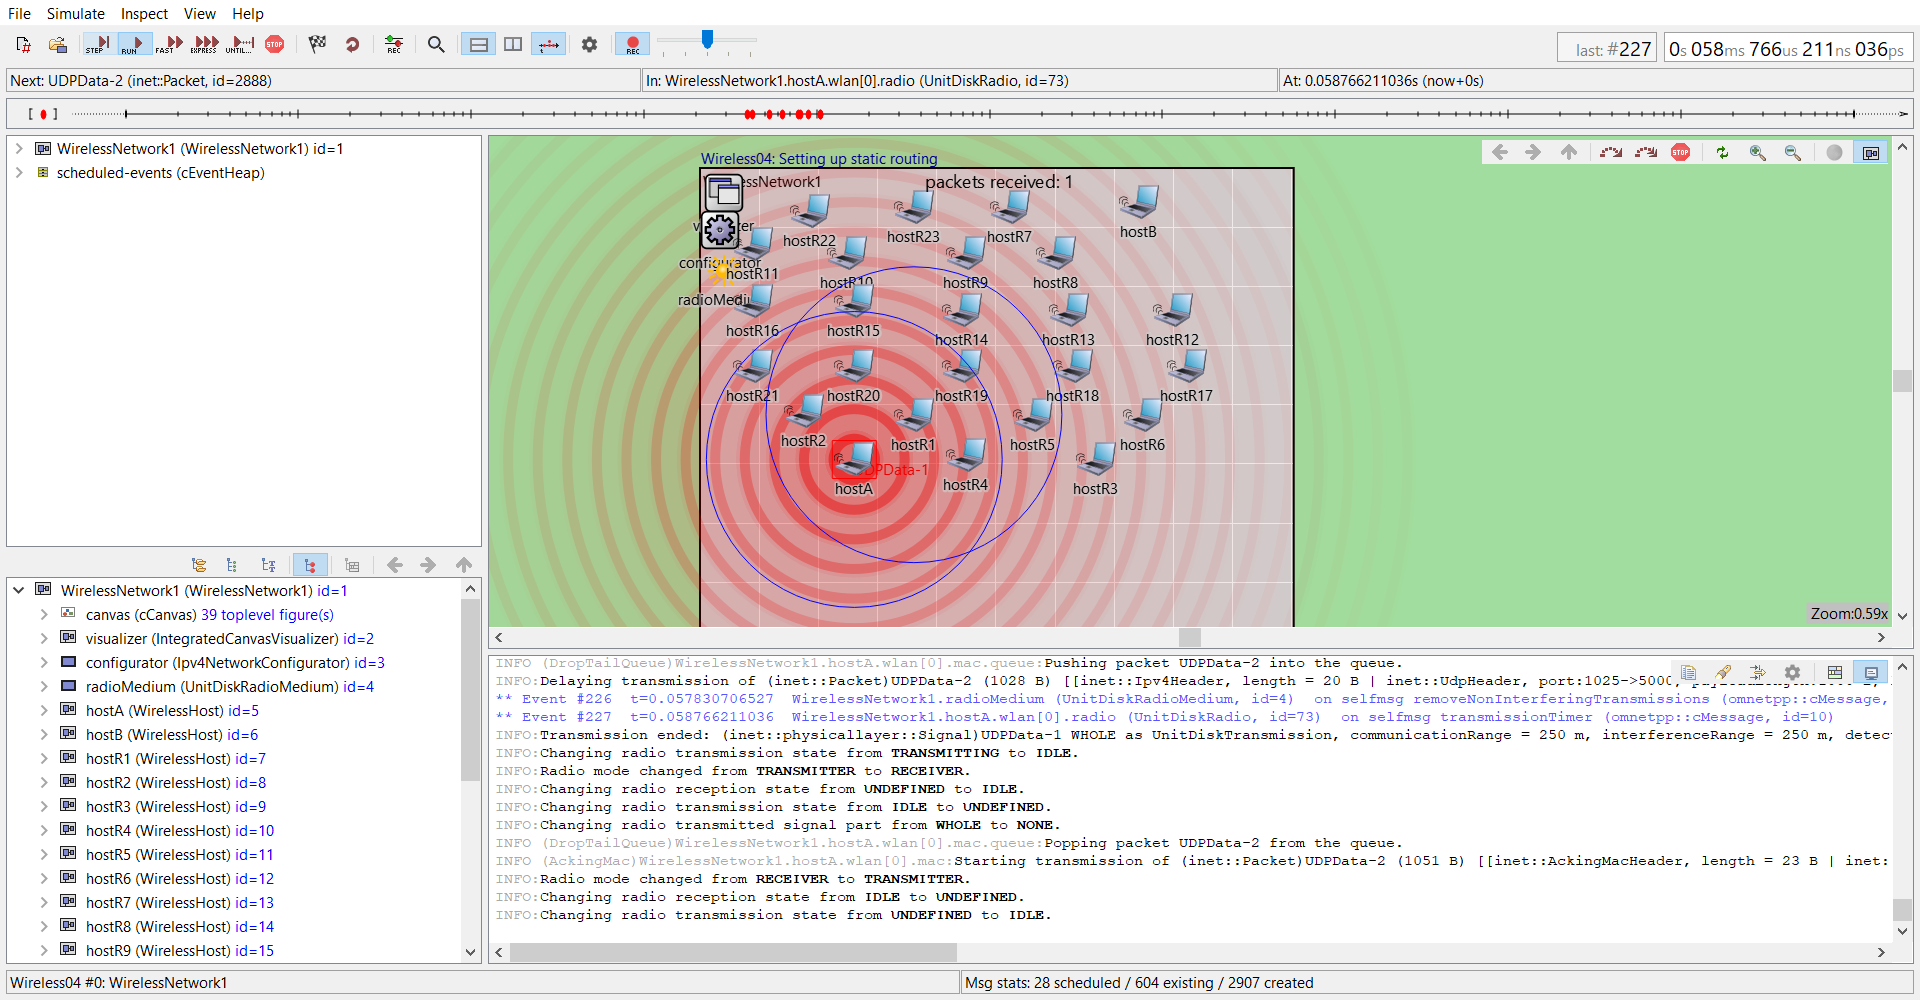 File Simulate Inspect View Help
STEP RUN FAST EXPRESS UNTIL... STOP REC REC
last: #227 0s 058ms 766us 211ns 036ps
Next: UDPData-2 (inet::Packet, id=2888) In: WirelessNetwork1.hostA.wlan[0].radio (UnitDiskRadio, id=73) At: 0.058766211036s (now+0s)
WirelessNetwork1 (WirelessNetwork1) id=1
scheduled-events (cEventHeap)
WirelessNetwork1 (WirelessNetwork1) id=1
canvas (cCanvas) 39 toplevel figure(s)
visualizer (IntegratedCanvasVisualizer) id=2
configurator (Ipv4NetworkConfigurator) id=3
radioMedium (UnitDiskRadioMedium) id=4
hostA (WirelessHost) id=5
hostB (WirelessHost) id=6
hostR1 (WirelessHost) id=7
hostR2 (WirelessHost) id=8
hostR3 (WirelessHost) id=9
hostR4 (WirelessHost) id=10
hostR5 (WirelessHost) id=11
hostR6 (WirelessHost) id=12
hostR7 (WirelessHost) id=13
hostR8 (WirelessHost) id=14
hostR9 (WirelessHost) id=15
Wireless04: Setting up static routing
STOP
packets received: 1
hostR22 hostR23 hostR7 hostB
configurator
hostR11 hostR10 hostR9 hostR8
hostR16 hostR15 hostR14 hostR13 hostR12
hostR21 hostR20 hostR19 hostR18 hostR17
hostR2 hostR1 hostR5 hostR6
hostA hostR4 hostR3
Zoom:0.59x
INFO (DropTailQueue)WirelessNetwork1.hostA.wlan[0].mac.queue:Pushing packet UDPData-2 into the queue.
INFO:Delaying transmission of (inet::Packet)UDPData-2 (1028 B) [[inet::Ipv4Header, length = 20 B | inet::UdpHeader, port:1025->5000,
** Event #226 t=0.057830706527 WirelessNetwork1.radioMedium (UnitDiskRadioMedium, id=4) on selfmsg removeNonInterferingTransmissions (omnetpp::cMessage,
** Event #227 t=0.058766211036 WirelessNetwork1.hostA.wlan[0].radio (UnitDiskRadio, id=73) on selfmsg transmissionTimer (omnetpp::cMessage, id=10)
INFO:Transmission ended: (inet::physicallayer::Signal)UDPData-1 WHOLE as UnitDiskTransmission, communicationRange = 250 m, interferenceRange = 250 m, detec
INFO:Changing radio transmission state from TRANSMITTING to IDLE.
INFO:Radio mode changed from TRANSMITTER to RECEIVER.
INFO:Changing radio reception state from UNDEFINED to IDLE.
INFO:Changing radio transmission state from IDLE to UNDEFINED.
INFO:Changing radio transmitted signal part from WHOLE to NONE.
INFO (DropTailQueue)WirelessNetwork1.hostA.wlan[0].mac.queue:Popping packet UDPData-2 from the queue.
INFO (AckingMac)WirelessNetwork1.hostA.wlan[0].mac:Starting transmission of (inet::Packet)UDPData-2 (1051 B) [[inet::AckingMacHeader, length = 23 B | inet:
INFO:Radio mode changed from RECEIVER to TRANSMITTER.
INFO:Changing radio reception state from IDLE to UNDEFINED.
INFO:Changing radio transmission state from UNDEFINED to IDLE.
Wireless04 #0: WirelessNetwork1 Msg stats: 28 scheduled / 604 existing / 2907 created